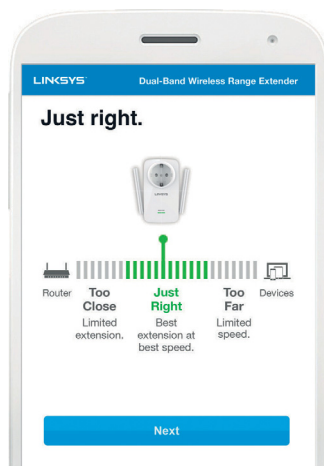 LINKSYS Dual-Band Wireless Range Extender
Just right.
LINKSYS
Router Too Close Just Right Too Far Devices
Limited extension. Best extension at best speed. Limited speed.
Next